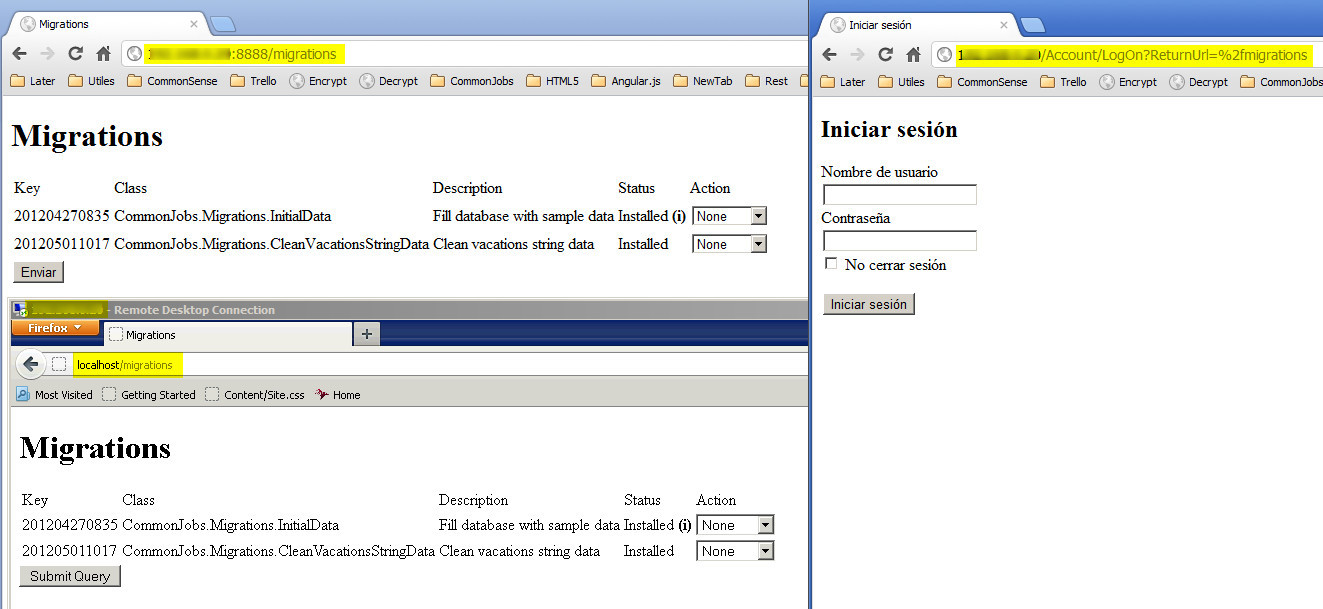 Migrations
:8888/migrations
Later Utiles CommonSense Trello Encrypt Decrypt CommonJobs HTML5 Angular.js NewTab Rest
Migrations
Key Class Description Status Action
201204270835 CommonJobs.Migrations.InitialData Fill database with sample data Installed (i) None
201205011017 CommonJobs.Migrations.CleanVacationsStringData Clean vacations string data Installed None
Enviar
- Remote Desktop Connection
Firefox
Migrations
localhost/migrations
Most Visited Getting Started Content/Site.css Home
Migrations
Key Class Description Status Action
201204270835 CommonJobs.Migrations.InitialData Fill database with sample data Installed (i) None
201205011017 CommonJobs.Migrations.CleanVacationsStringData Clean vacations string data Installed None
Submit Query
Iniciar sesión
/Account/LogOn?ReturnUrl=%2fmigrations
Later Utiles CommonSense Trello Encrypt Decrypt CommonJobs
Iniciar sesión
Nombre de usuario
Contraseña
No cerrar sesión
Iniciar sesión